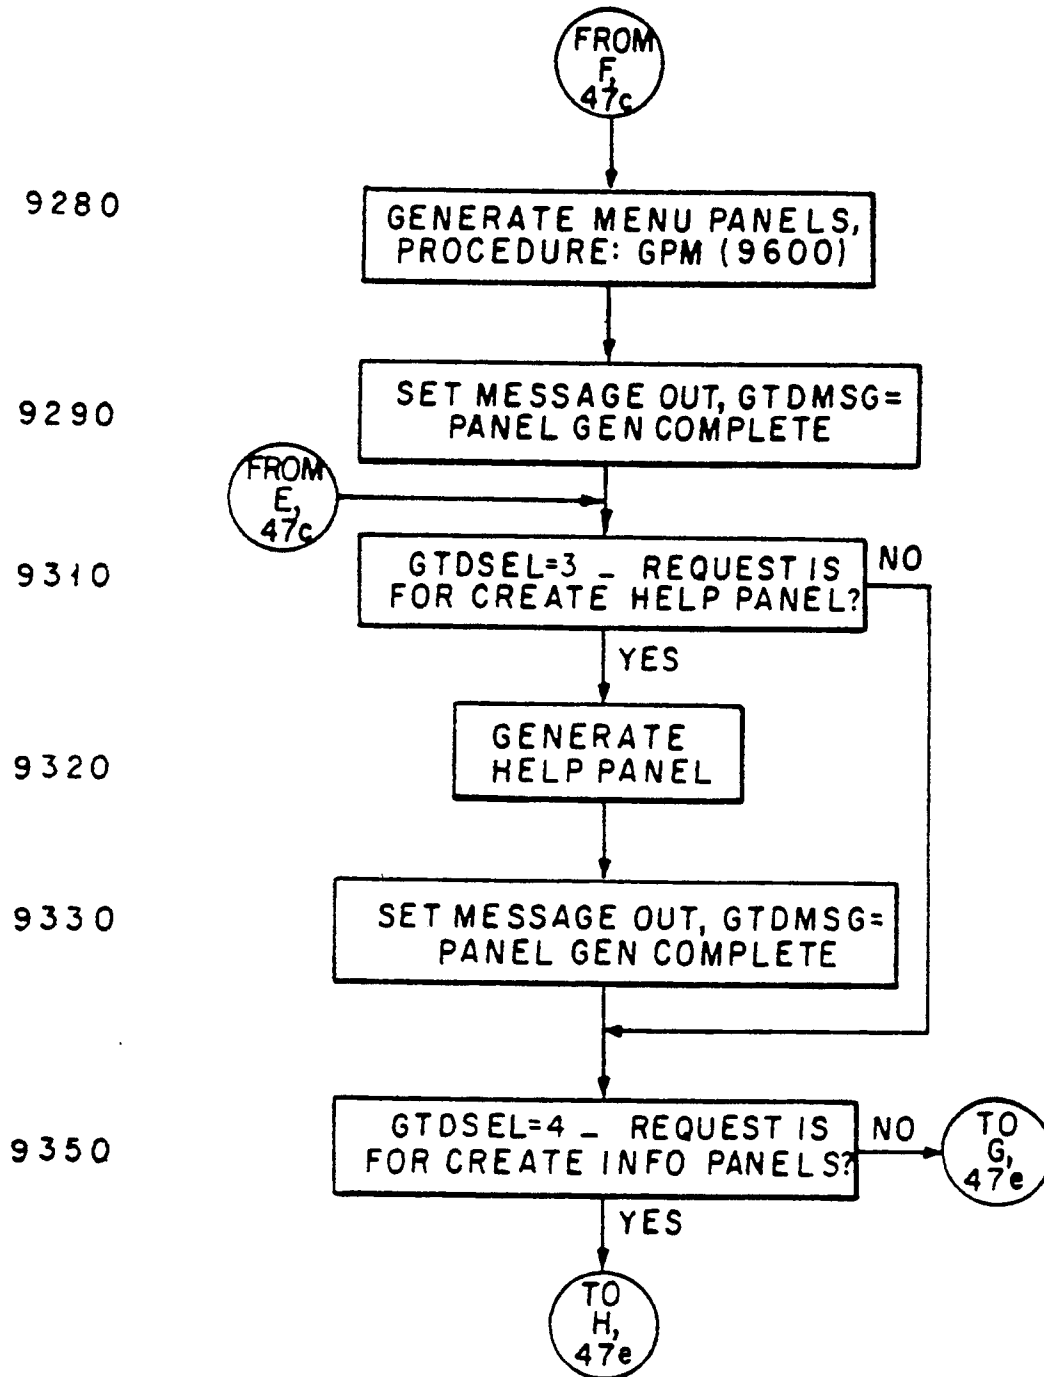 FROM
F,
47c
9280
GENERATE MENU PANELS,
PROCEDURE: GPM (9600)
9290
SET MESSAGE OUT, GTDMSG=
PANEL GEN COMPLETE
FROM
E,
47c
9310
GTDSEL=3 _ REQUEST IS
FOR CREATE HELP PANEL?
NO
YES
9320
GENERATE
HELP PANEL
9330
SET MESSAGE OUT, GTDMSG=
PANEL GEN COMPLETE
9350
GTDSEL=4 _ REQUEST IS
FOR CREATE INFO PANELS?
NO
TO
G,
47e
YES
TO
H,
47e